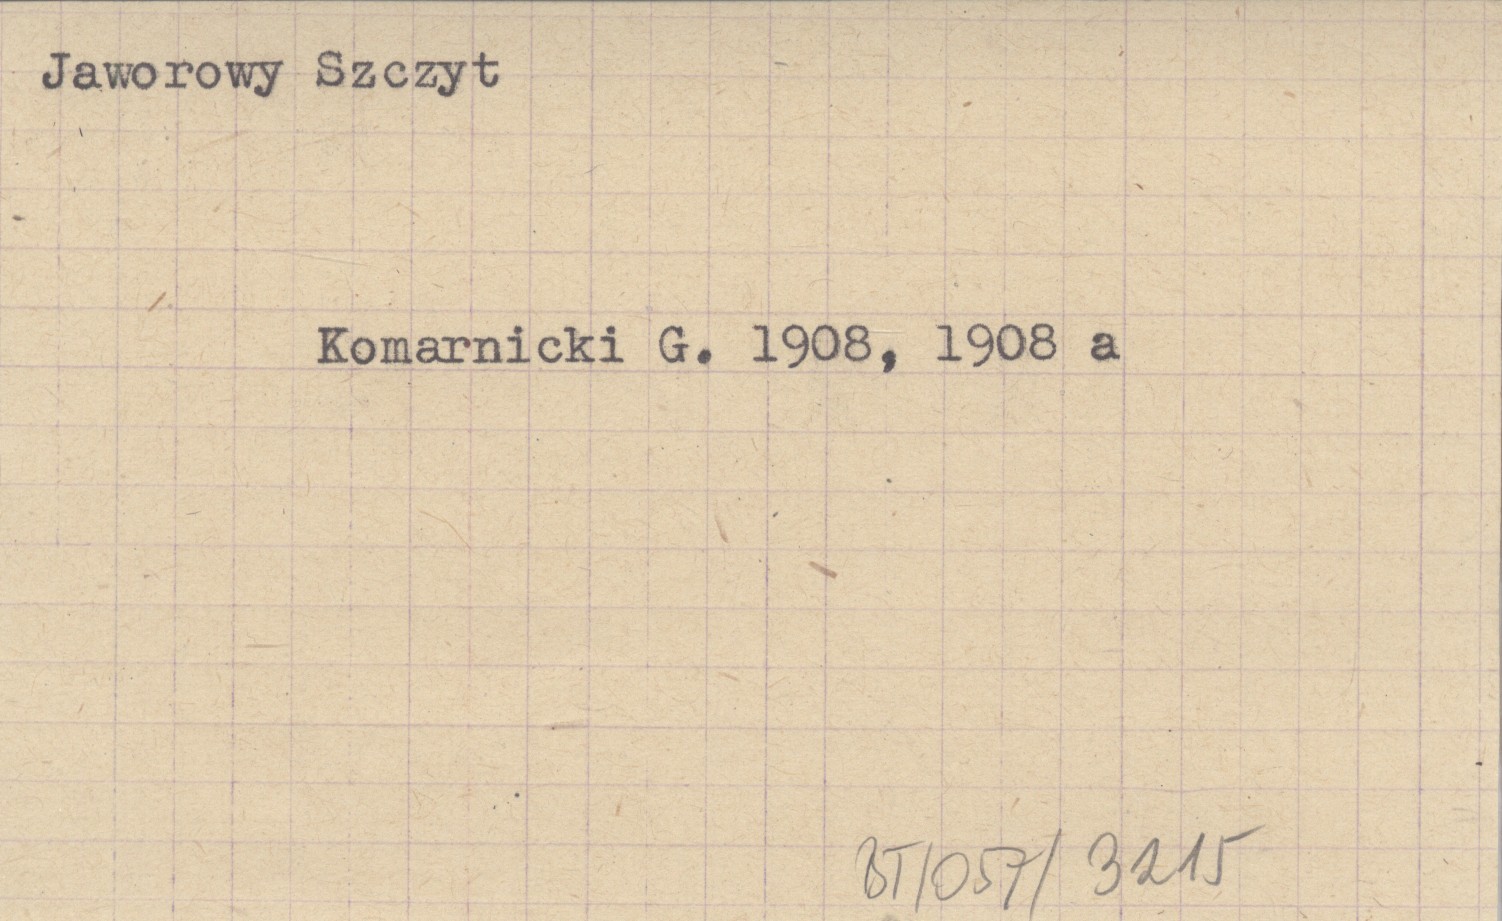 Jaworowy Szczyt
Komarnicki G. 1908, 1908 a
BT/057/3215